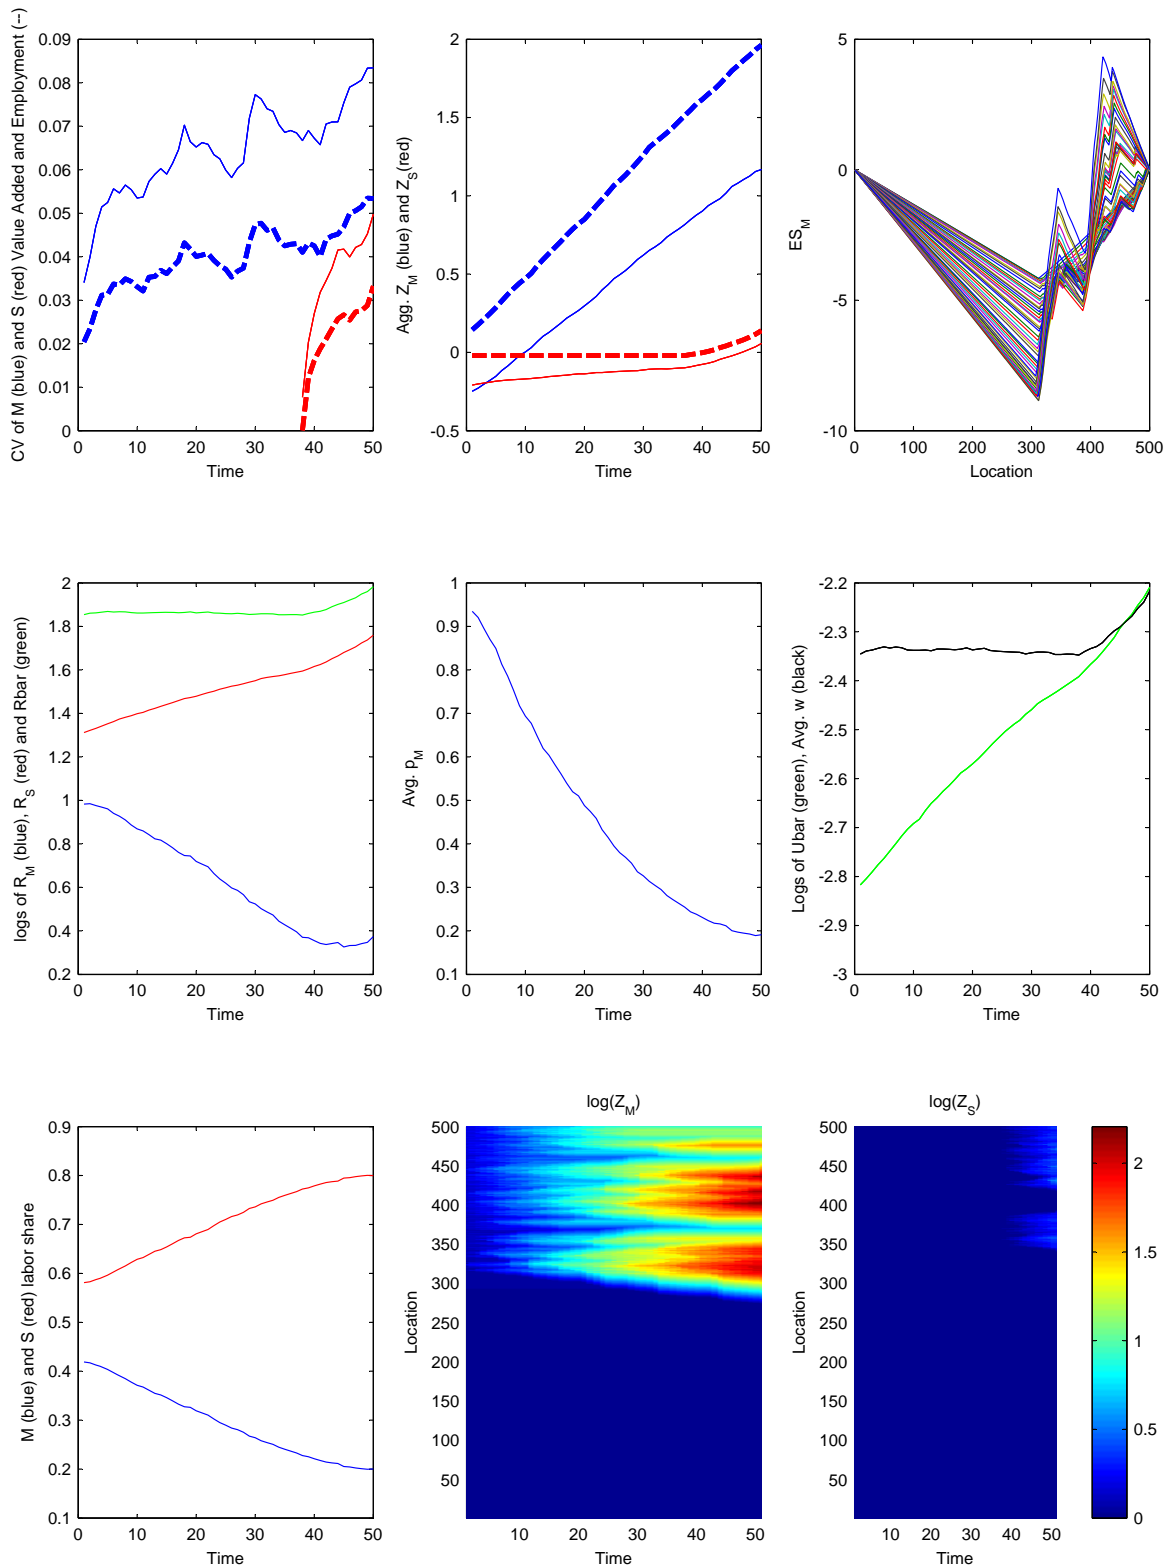 CV of M (blue) and S (red) Value Added and Employment (--)
0.09
0.08
0.07
0.06
0.05
0.04
0.03
0.02
0.01
0
0 10 20 30 40 50
Time
Agg. Z_M (blue) and Z_S(red)
2
1.5
1
0.5
0
-0.5
0 10 20 30 40 50
Time
ES_M
5
0
-5
-10
0 100 200 300 400 500
Location
logs of R_M (blue), R_S (red) and Rbar (green)
2
1.8
1.6
1.4
1.2
1
0.8
0.6
0.4
0.2
0 10 20 30 40 50
Time
Avg. p_M
1
0.9
0.8
0.7
0.6
0.5
0.4
0.3
0.2
0.1
0 10 20 30 40 50
Time
Logs of Ubar (green), Avg. w (black)
-2.2
-2.3
-2.4
-2.5
-2.6
-2.7
-2.8
-2.9
-3
0 10 20 30 40 50
Time
M (blue) and S (red) labor share
0.9
0.8
0.7
0.6
0.5
0.4
0.3
0.2
0.1
0 10 20 30 40 50
Time
log(Z_M)
Location
500
450
400
350
300
250
200
150
100
50
10 20 30 40 50
Time
log(Z_S)
Location
500
450
400
350
300
250
200
150
100
50
10 20 30 40 50
Time
2
1.5
1
0.5
0